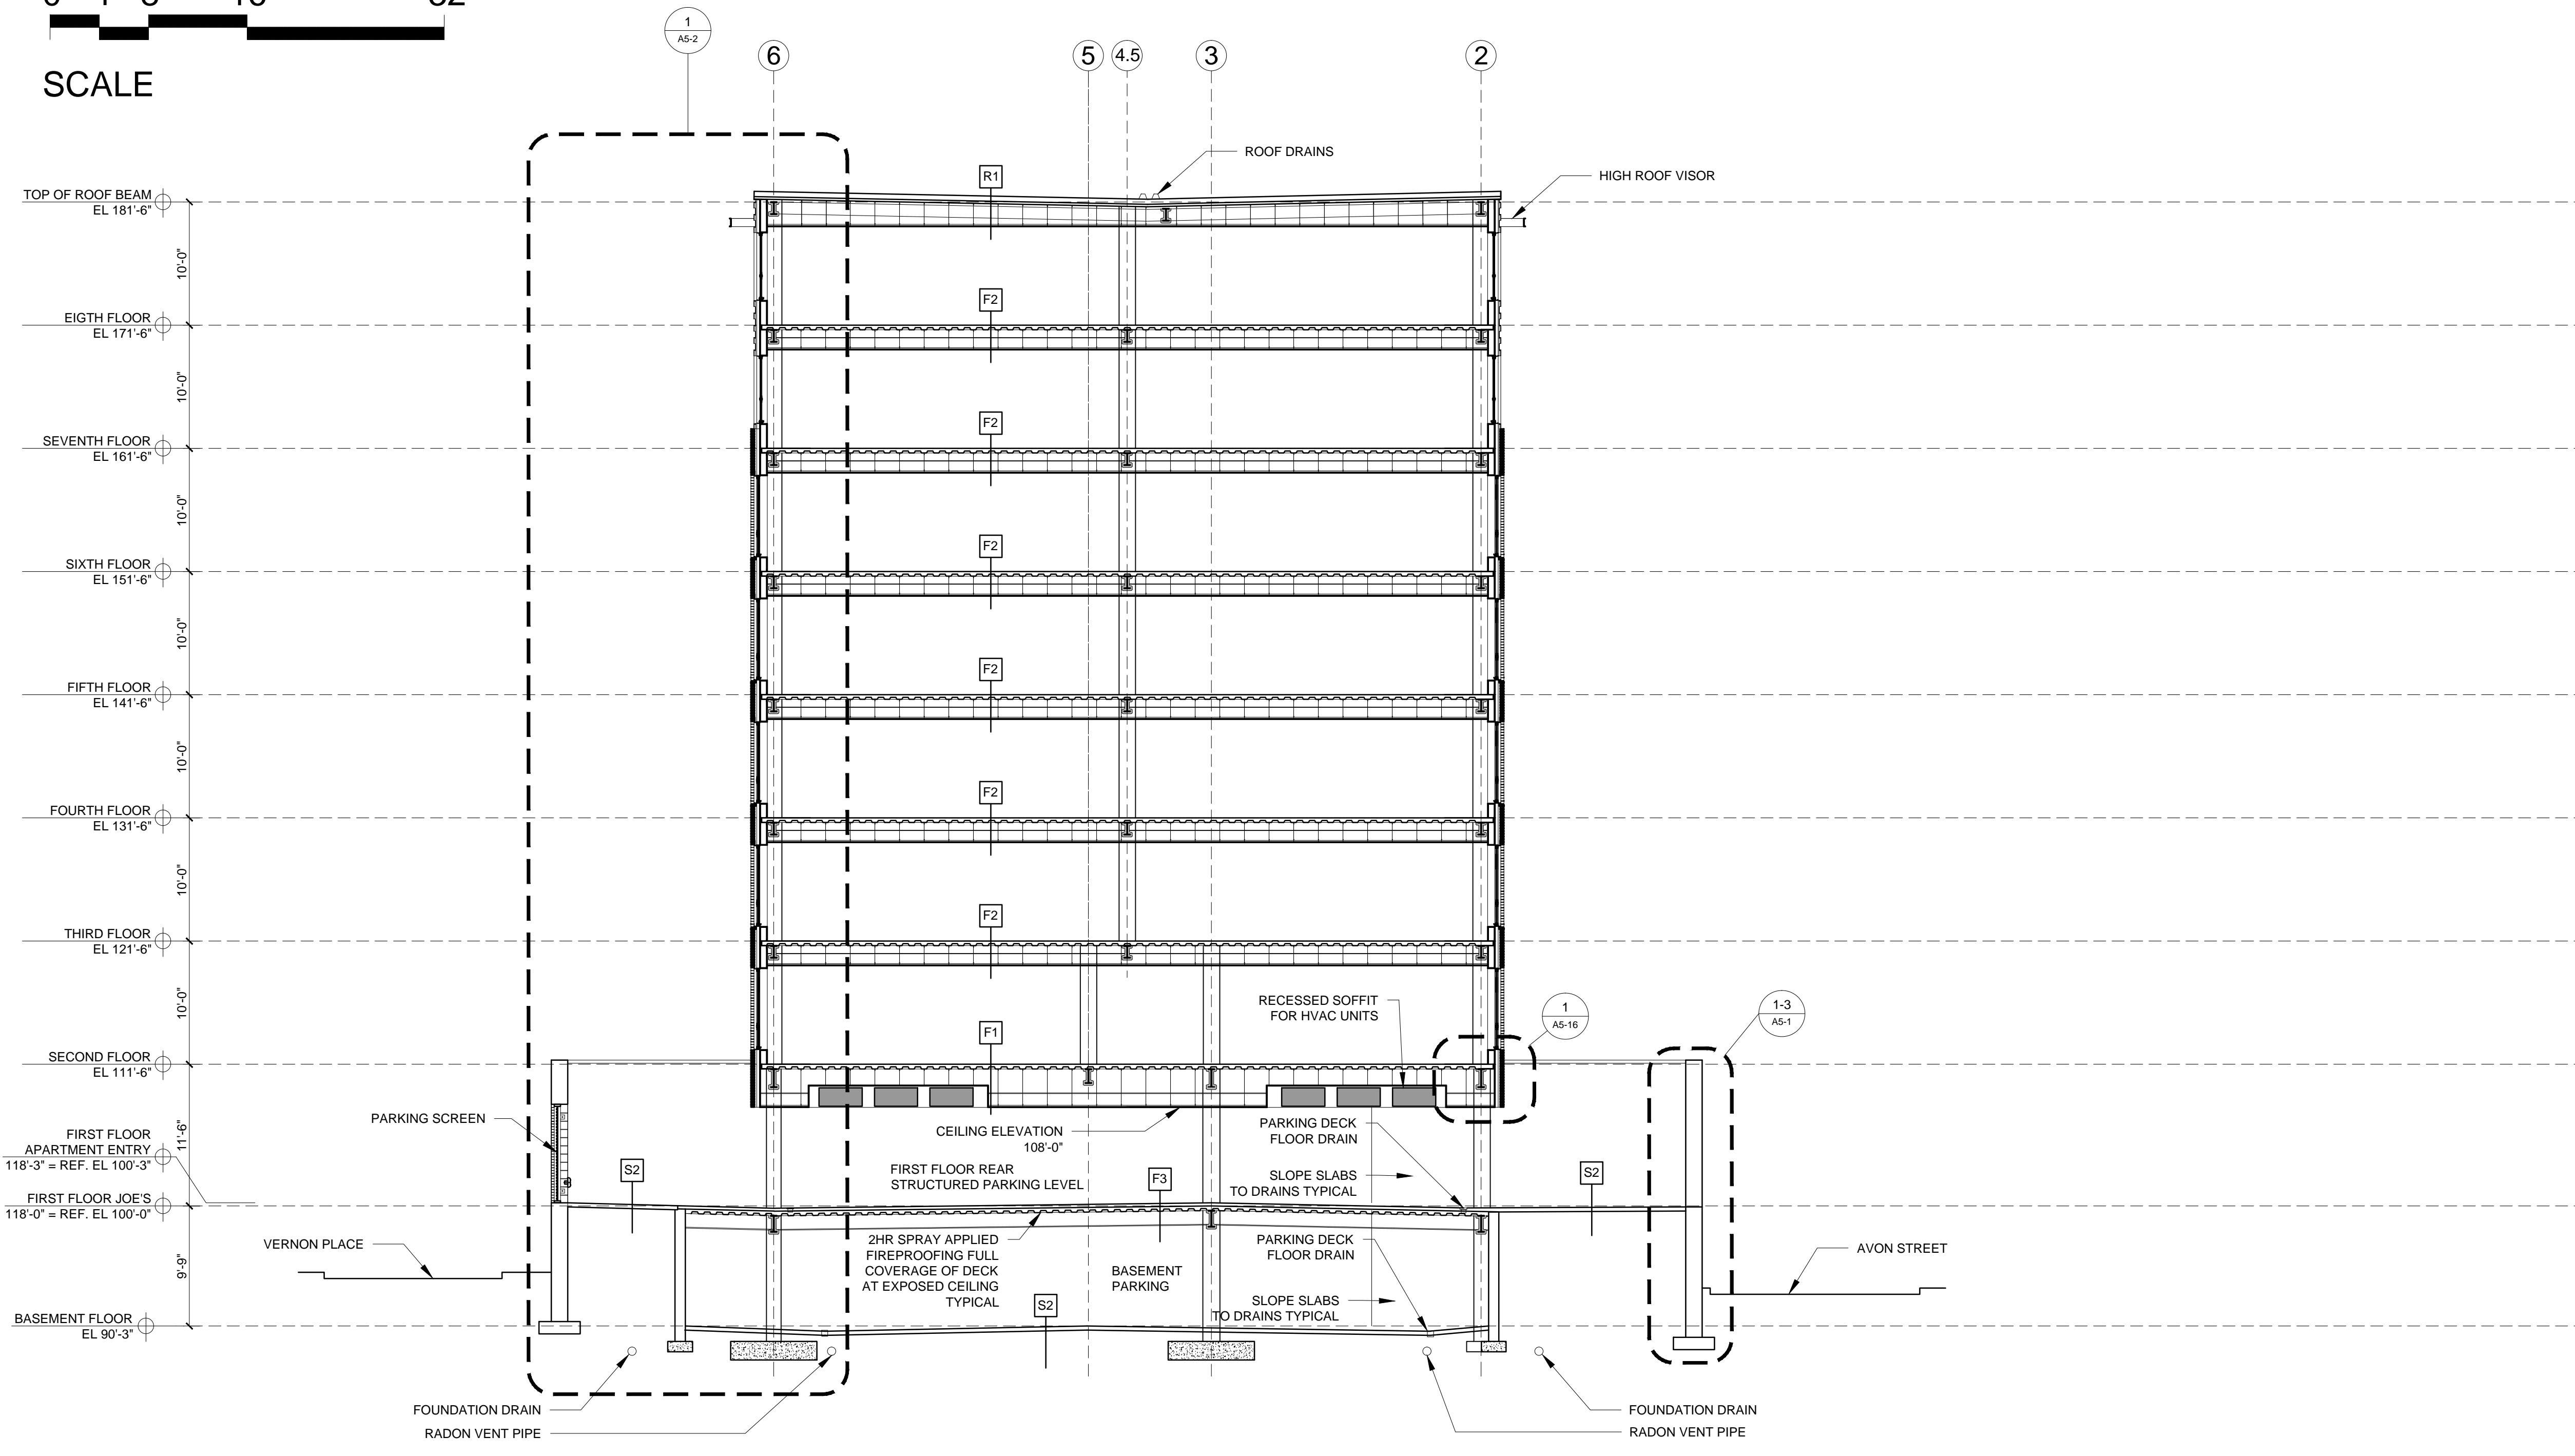 SCALE
1
A5-2
6
5
4.5
3
2
ROOF DRAINS
HIGH ROOF VISOR
R1
TOP OF ROOF BEAM
EL 181'-6"
10'-0"
F2
EIGTH FLOOR
EL 171'-6"
10'-0"
F2
SEVENTH FLOOR
EL 161'-6"
10'-0"
F2
SIXTH FLOOR
EL 151'-6"
10'-0"
F2
FIFTH FLOOR
EL 141'-6"
10'-0"
F2
FOURTH FLOOR
EL 131'-6"
10'-0"
F2
THIRD FLOOR
EL 121'-6"
10'-0"
RECESSED SOFFIT
FOR HVAC UNITS
1
A5-16
1-3
A5-1
F1
SECOND FLOOR
EL 111'-6"
PARKING SCREEN
11'-6"
CEILING ELEVATION
108'-0"
PARKING DECK
FLOOR DRAIN
FIRST FLOOR
APARTMENT ENTRY
118'-3" = REF. EL 100'-3"
S2
FIRST FLOOR REAR
STRUCTURED PARKING LEVEL
F3
SLOPE SLABS
TO DRAINS TYPICAL
S2
FIRST FLOOR JOE'S
118'-0" = REF. EL 100'-0"
VERNON PLACE
9'-9"
2HR SPRAY APPLIED
FIREPROOFING FULL
COVERAGE OF DECK
AT EXPOSED CEILING
TYPICAL
BASEMENT
PARKING
PARKING DECK
FLOOR DRAIN
AVON STREET
S2
SLOPE SLABS
TO DRAINS TYPICAL
BASEMENT FLOOR
EL 90'-3"
FOUNDATION DRAIN
RADON VENT PIPE
FOUNDATION DRAIN
RADON VENT PIPE